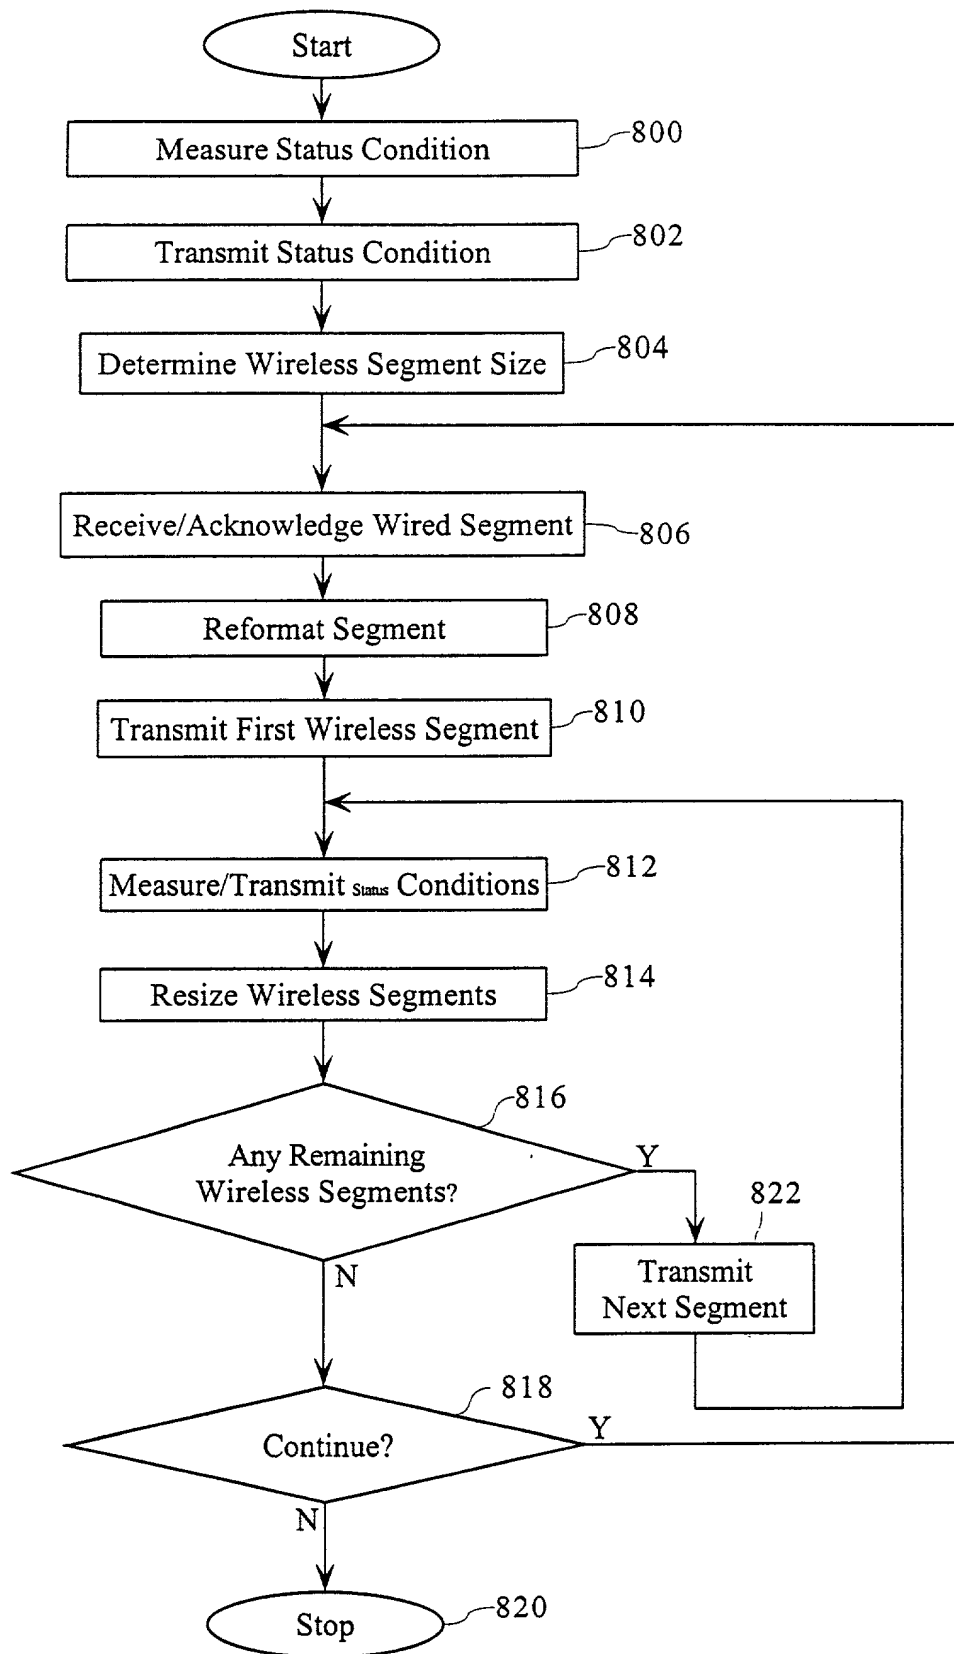 Start
Measure Status Condition
800
Transmit Status Condition
802
Determine Wireless Segment Size
804
Receive/Acknowledge Wired Segment
806
Reformat Segment
808
Transmit First Wireless Segment
810
Measure/Transmit Status Conditions
812
Resize Wireless Segments
814
816
Any Remaining
Wireless Segments?
Y
N
822
Transmit
Next Segment
818
Continue?
Y
N
Stop
820